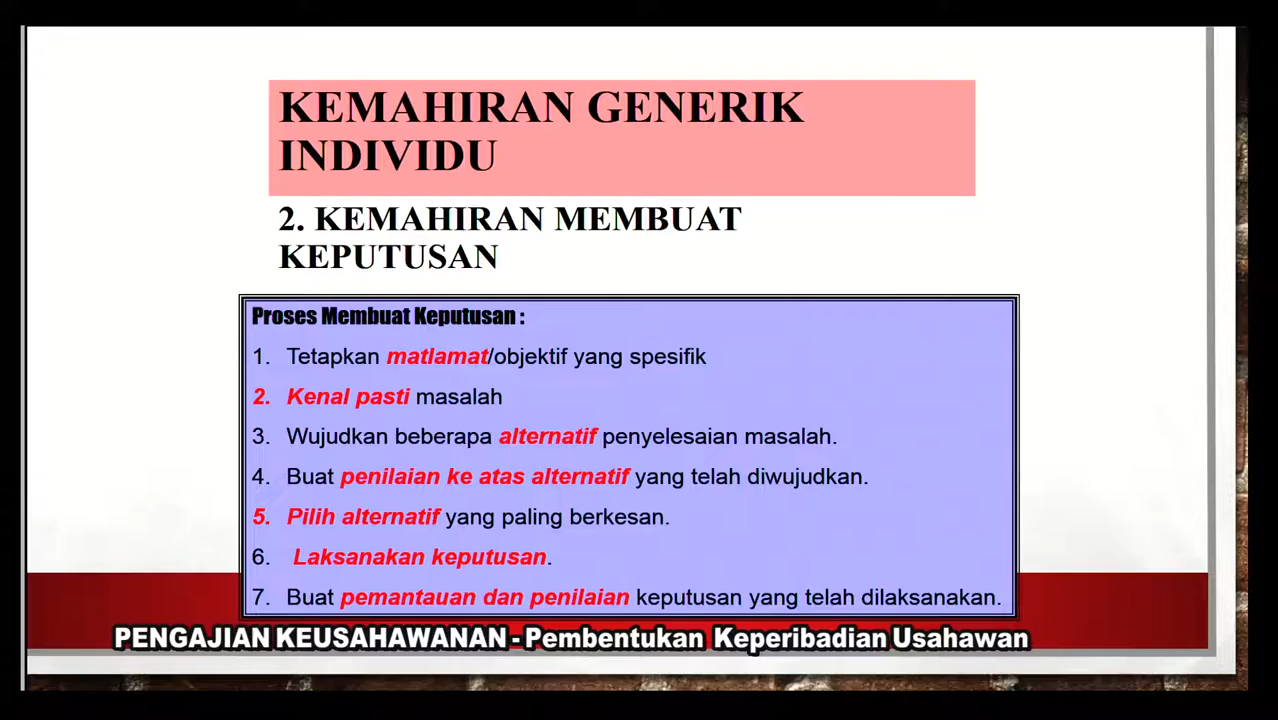 KEMAHIRAN GENERIK
INDIVIDU
2. KEMAHIRAN MEMBUAT
KEPUTUSAN
Proses Membuat Keputusan :
1. Tetapkan matlamat/objektif yang spesifik
2. Kenal pasti masalah
3. Wujudkan beberapa alternatif penyelesaian masalah.
4. Buat penilaian ke atas alternatif yang telah diwujudkan.
5. Pilih alternatif yang paling berkesan.
6. Laksanakan keputusan.
7. Buat pemantauan dan penilaian keputusan yang telah dilaksanakan.
PENGAJIAN KEUSAHAWANAN - Pembentukan Keperibadian Usahawan